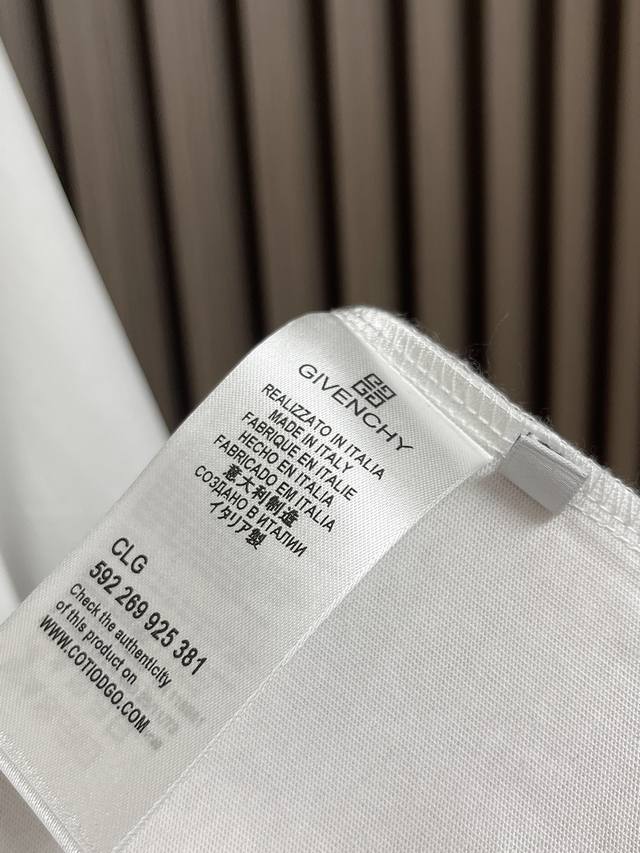 GIVENCHY
REALIZZATO IN ITALIA
MADE IN ITALY
FABRIQUE EN ITALIE
HECHO EN ITALIA
FABRICADO EM ITALIA
意大利制造
СОЗДАНО В ИТАЛИИ
イタリア製
CLG
592 269 925 381
Check the authenticity
of this product on
WWW.COTIODGO.COM